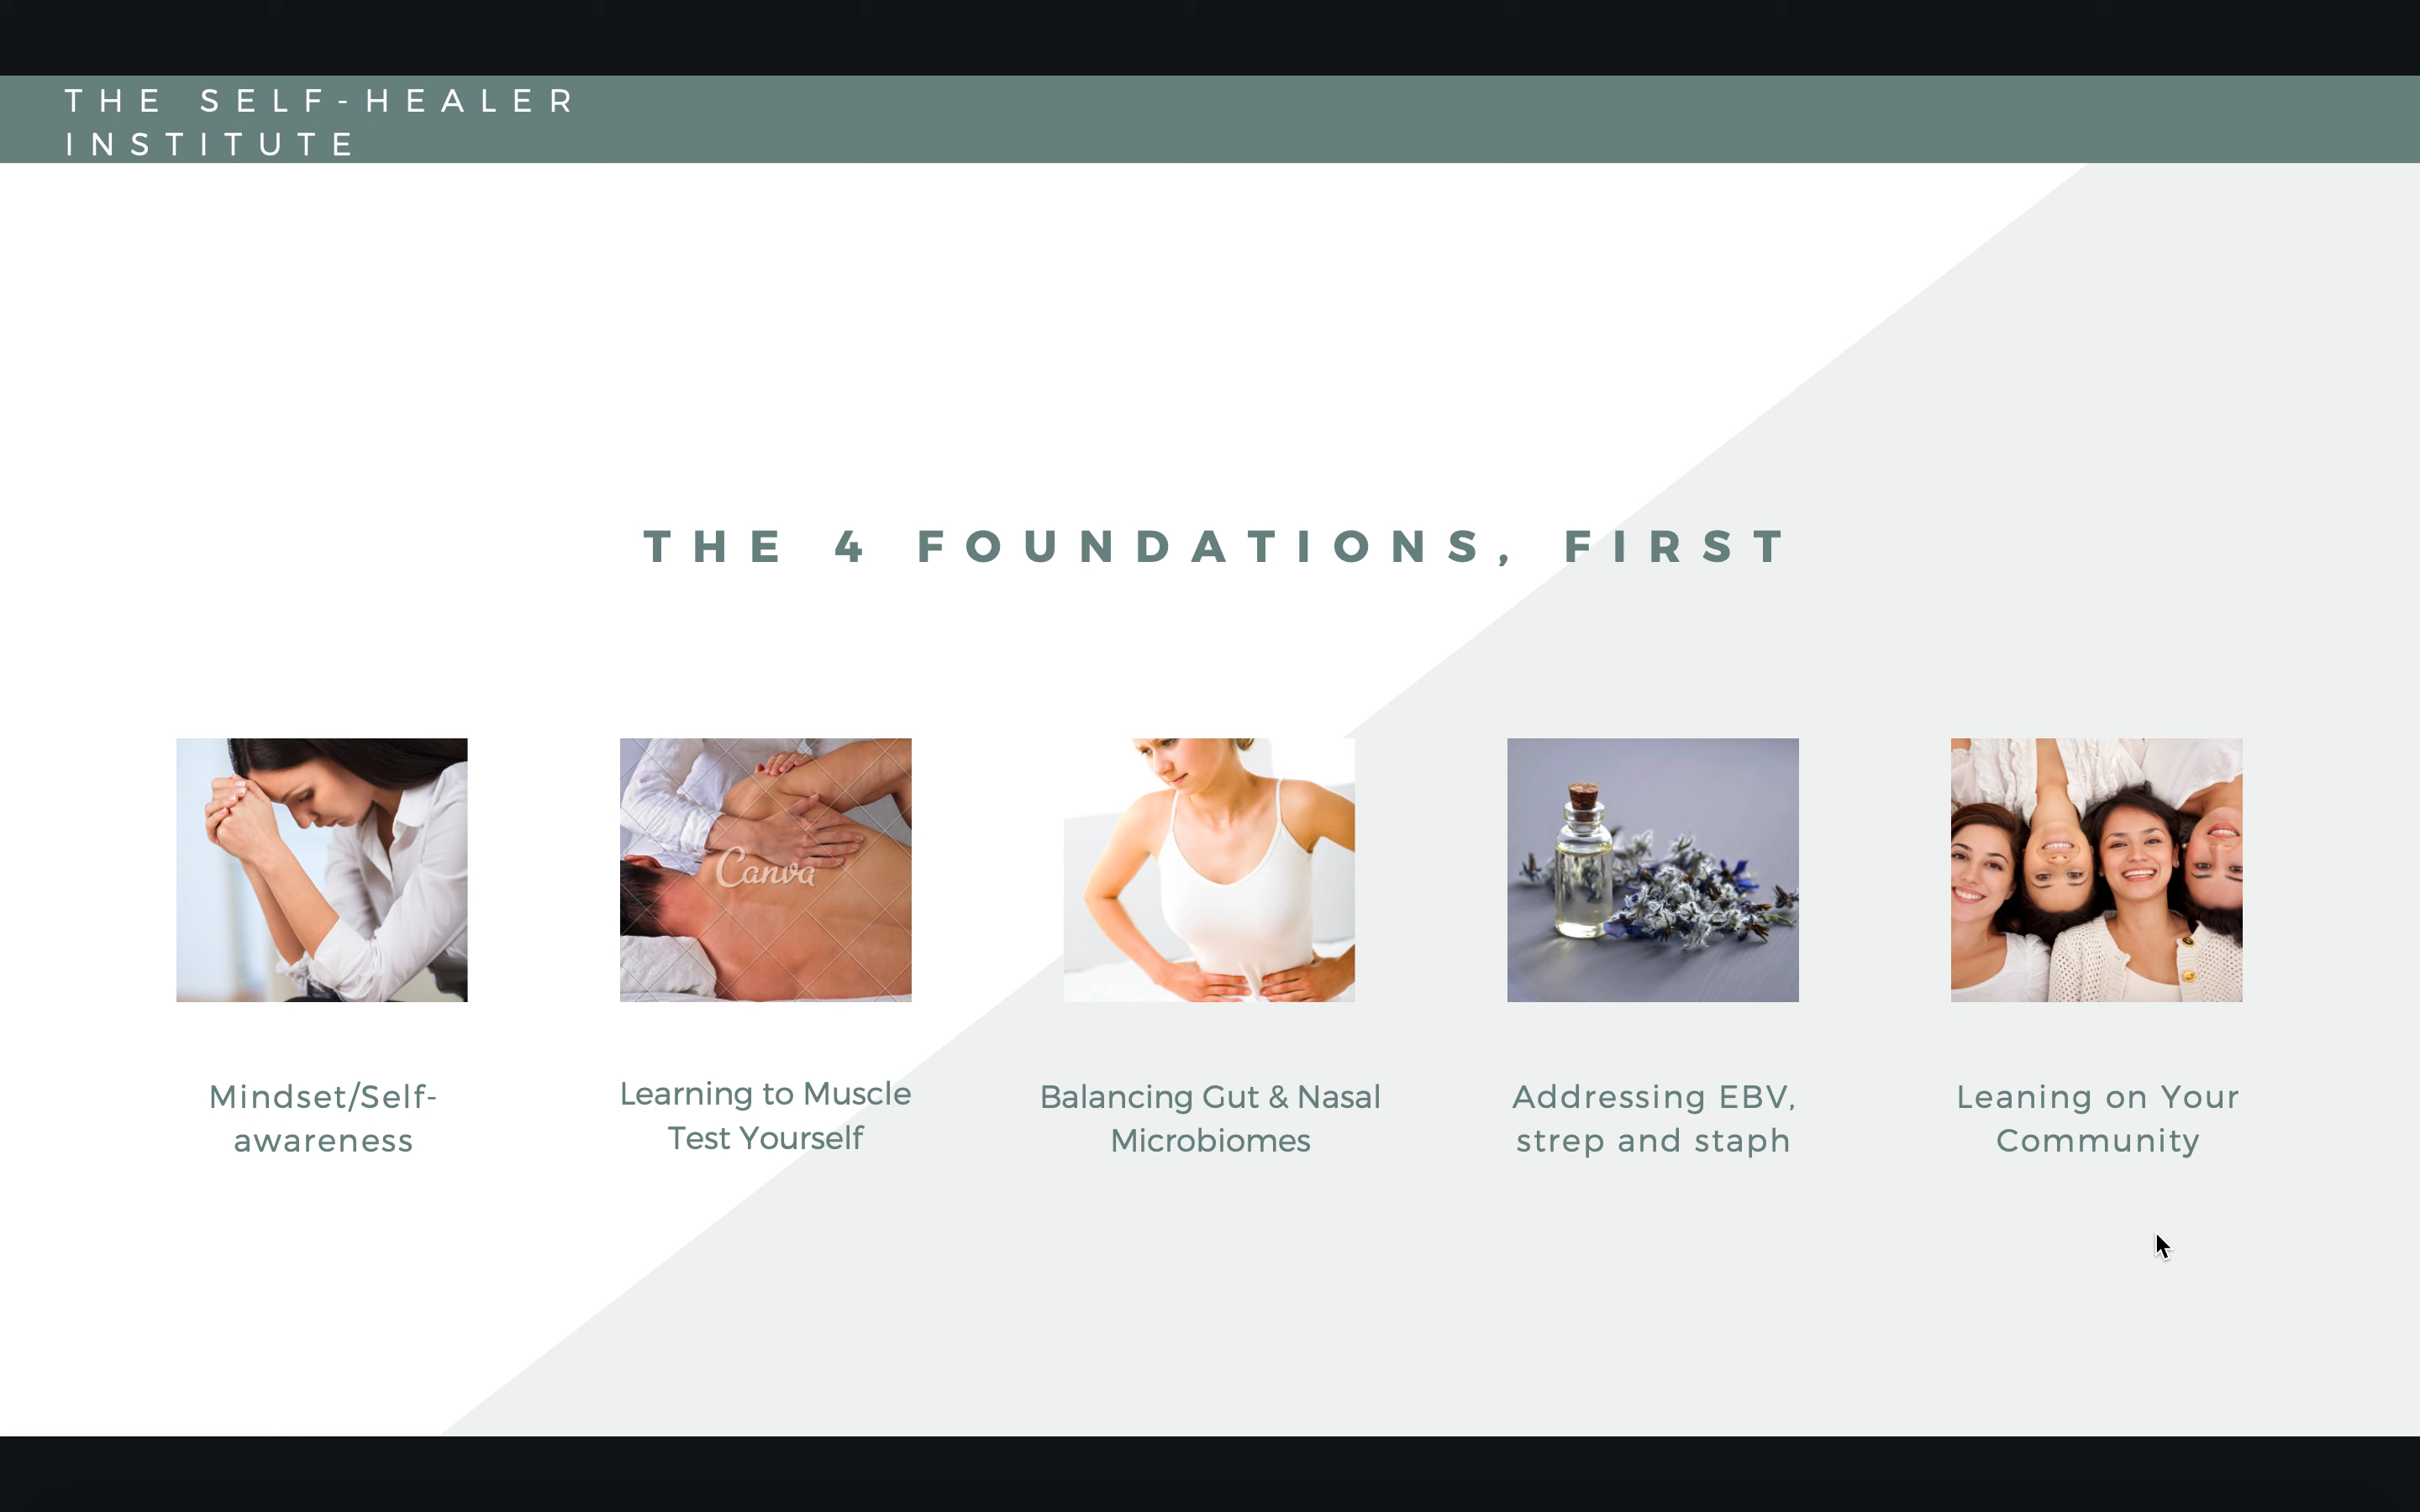 THE SELF-HEALER
INSTITUTE
THE 4 FOUNDATIONS, FIRST
Canva
Mindset/Self-
awareness
Learning to Muscle
Test Yourself
Balancing Gut & Nasal
Microbiomes
Addressing EBV,
strep and staph
Leaning on Your
Community